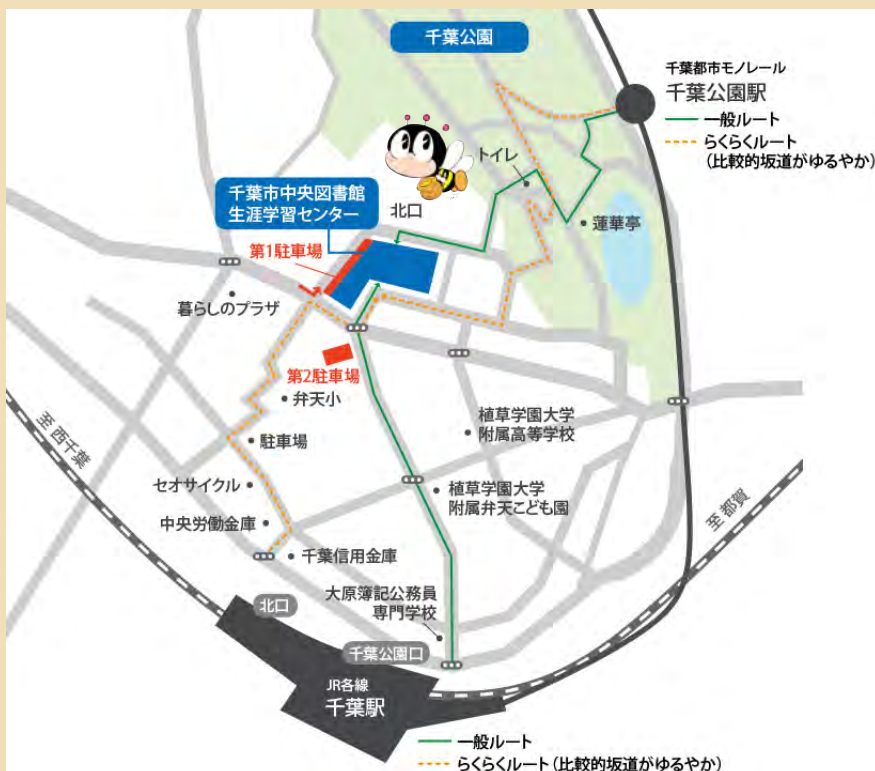 千葉公園
千葉都市モノレール
千葉公園駅
一般ルート
らくらくルート
(比較的坂道がゆるやか)
トイレ
千葉市中央図書館
生涯学習センター
北口
蓮華亭
第1駐車場
暮らしのプラザ
第2駐車場
弁天小
植草学園大学
附属高等学校
至 西千葉
駐車場
セオサイクル
植草学園大学
附属弁天こども園
至 都賀
中央労働金庫
千葉信用金庫
大原簿記公務員
専門学校
北口
千葉公園口
JR各線
千葉駅
一般ルート
らくらくルート(比較的坂道がゆるやか)